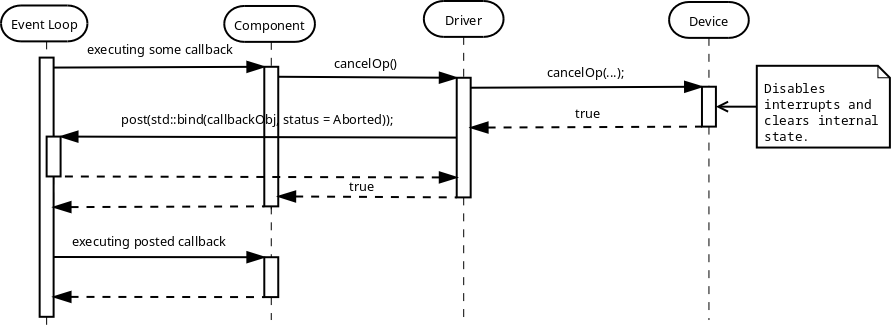 Event Loop
Component
Driver
Device
executing some callback
cancelOp()
cancelOp(...);
Disables
interrupts and
clears internal
state.
true
post(std::bind(callbackObj, status = Aborted));
true
executing posted callback